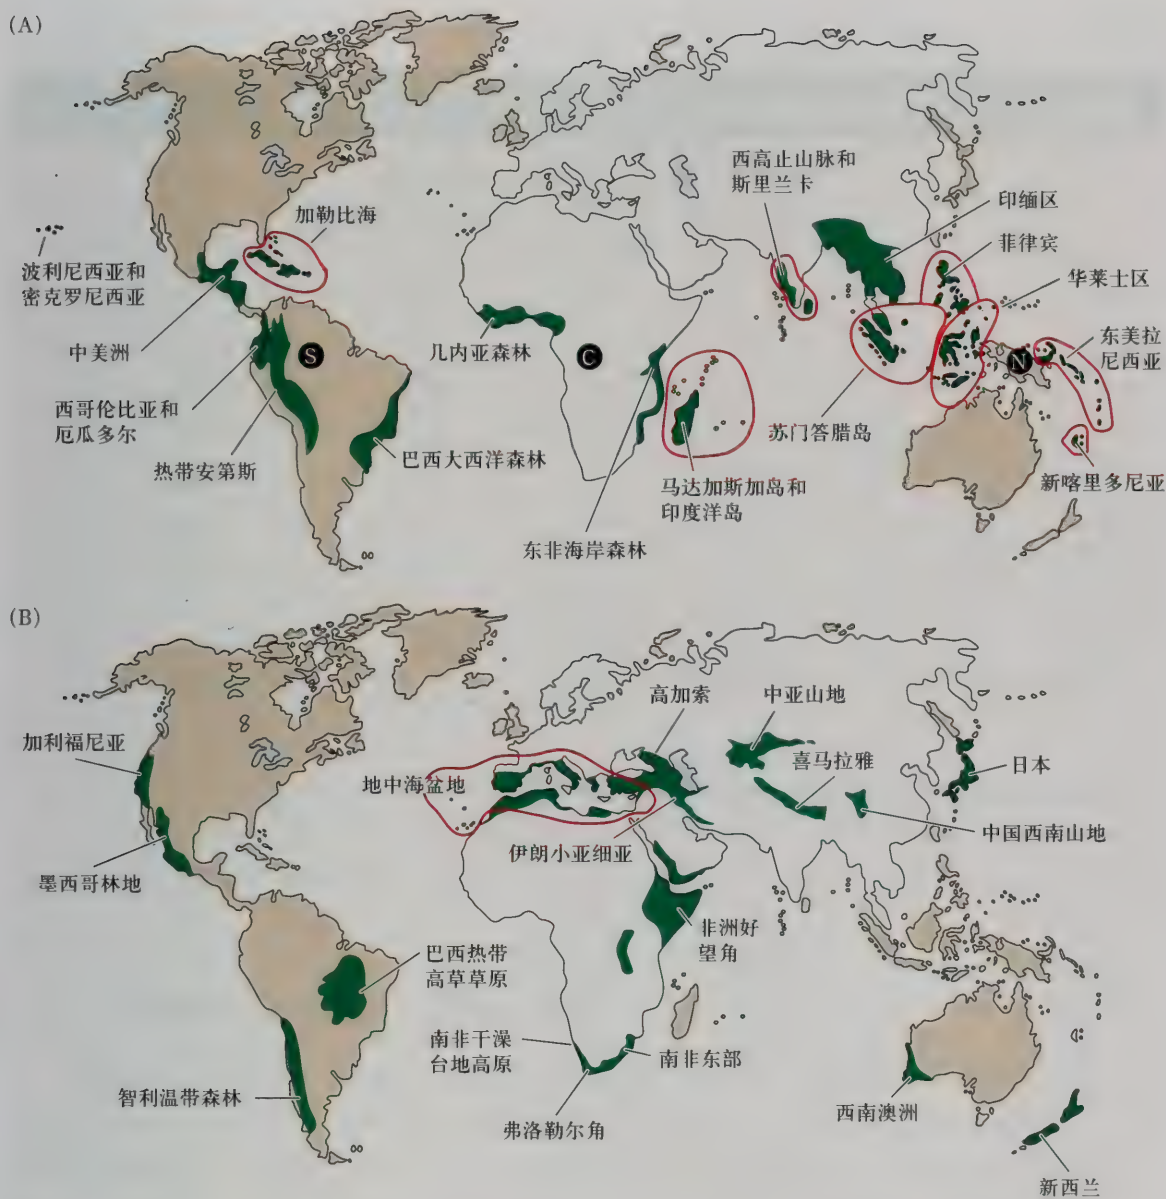 (A)
西高止山脉和
斯里兰卡
印缅区
加勒比海
菲律宾
波利尼西亚和
密克罗尼西亚
华莱士区
中美洲
S
几内亚森林
C
N
东美拉
尼西亚
西哥伦比亚和
厄瓜多尔
热带安第斯
巴西大西洋森林
苏门答腊岛
马达加斯加岛和
印度洋岛
新喀里多尼亚
东非海岸森林
(B)
高加索
中亚山地
加利福尼亚
地中海盆地
喜马拉雅
日本
中国西南山地
伊朗小亚细亚
墨西哥林地
巴西热带
高草草原
非洲好
望角
南非干燥
台地高原
南非东部
智利温带森林
弗洛勒尔角
西南澳洲
新西兰